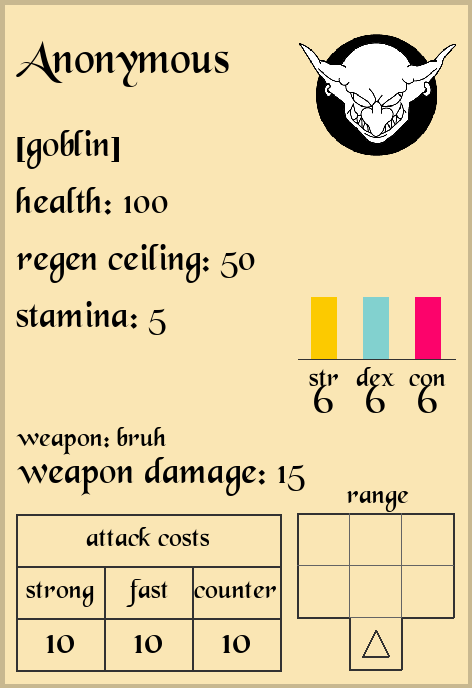 Anonymous
[goblin]
health: 100
regen ceiling: 50
stamina: 5
str dex con
6 6 6
weapon: bruh
weapon damage: 15
range
attack costs
strong fast counter
10 10 10